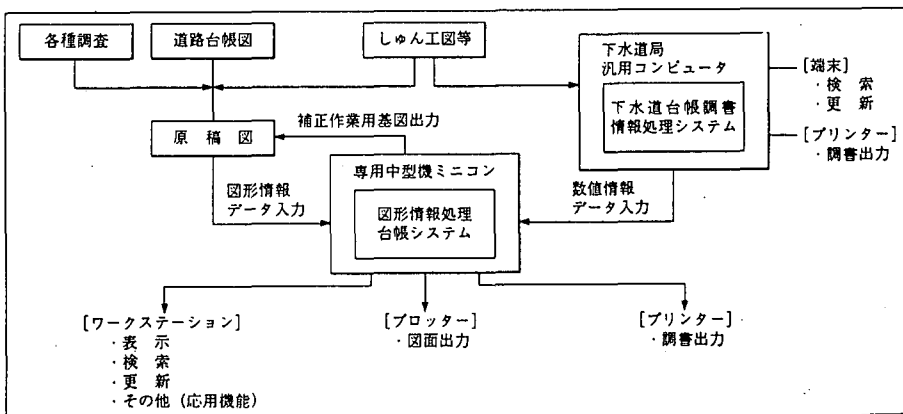 各種調査
道路台帳図
しゅん工図等
下水道局
汎用コンピュータ
下水道台帳調書
情報処理システム
[端末]
・検 索
・更 新
[プリンター]
・調書出力
補正作業用基図出力
原 稿 図
専用中型機ミニコン
図形情報処理
台帳システム
図形情報
データ入力
数値情報
データ入力
[ワークステーション]
・表 示
・検 索
・更 新
・その他（応用機能）
[プロッター]
・図面出力
[プリンター]
・調書出力